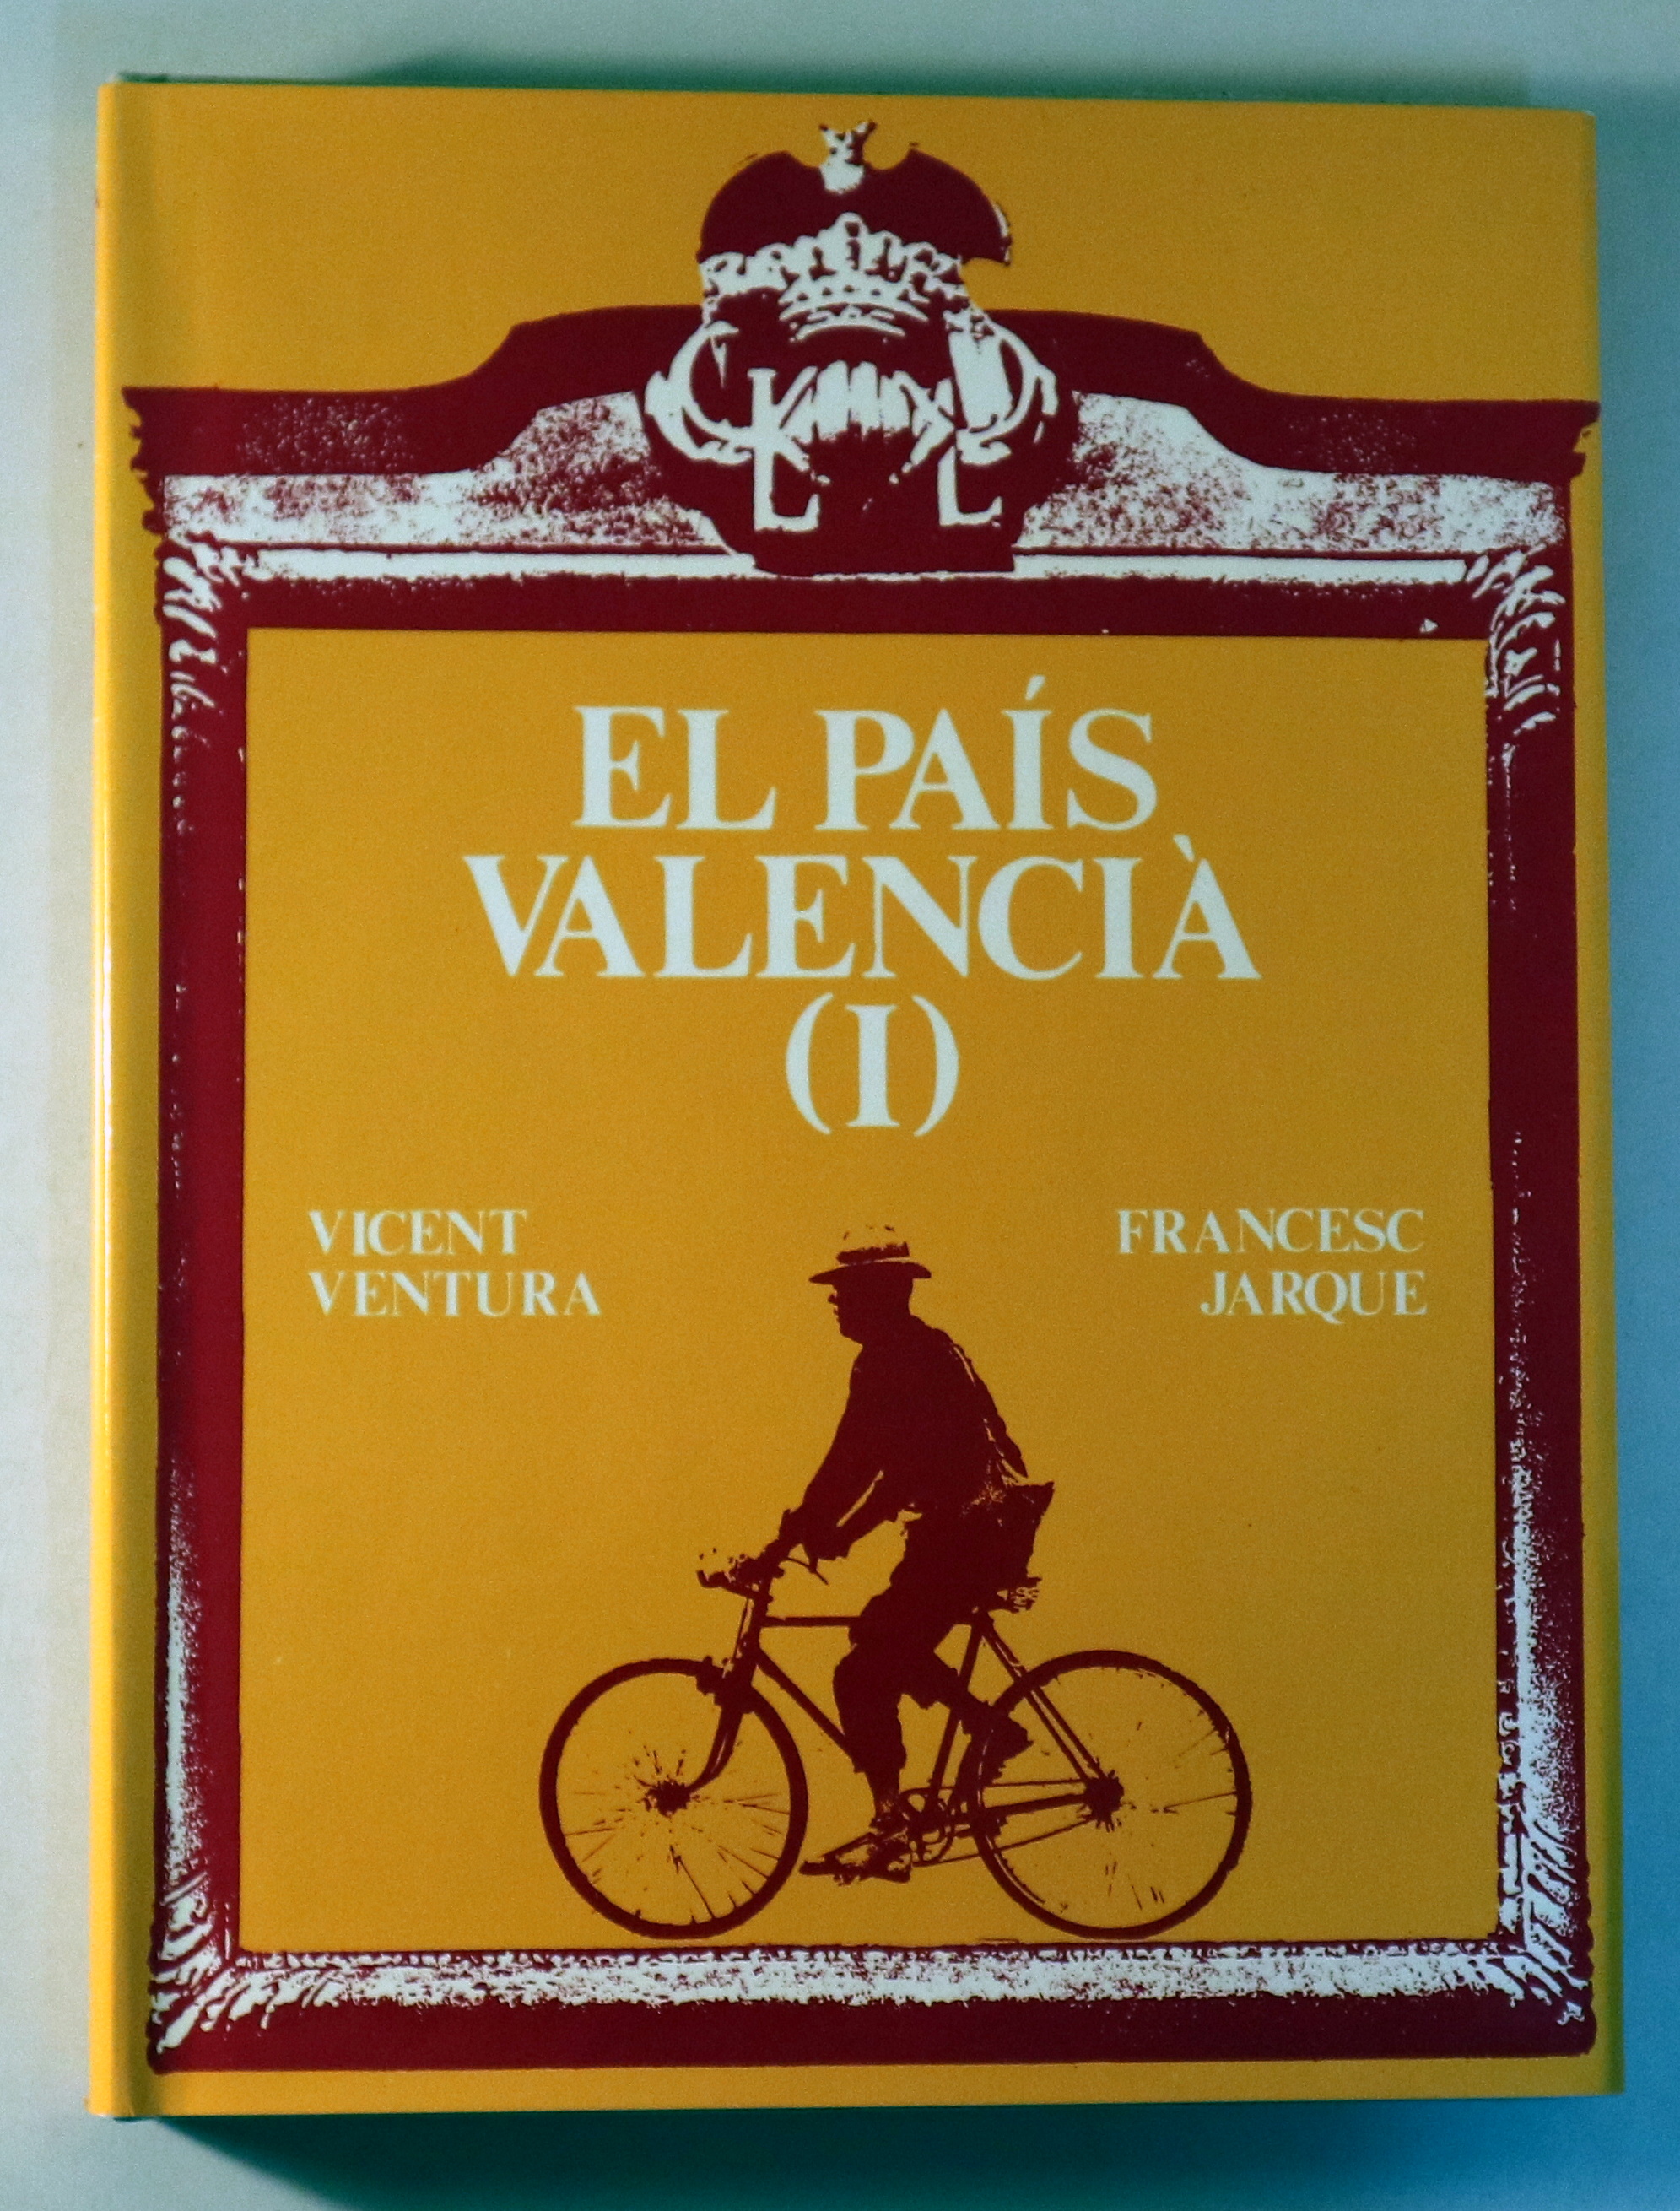 EL PAÍS
VALENCIÀ
(I)
VICENT
VENTURA
FRANCESC
JARQUE
L L